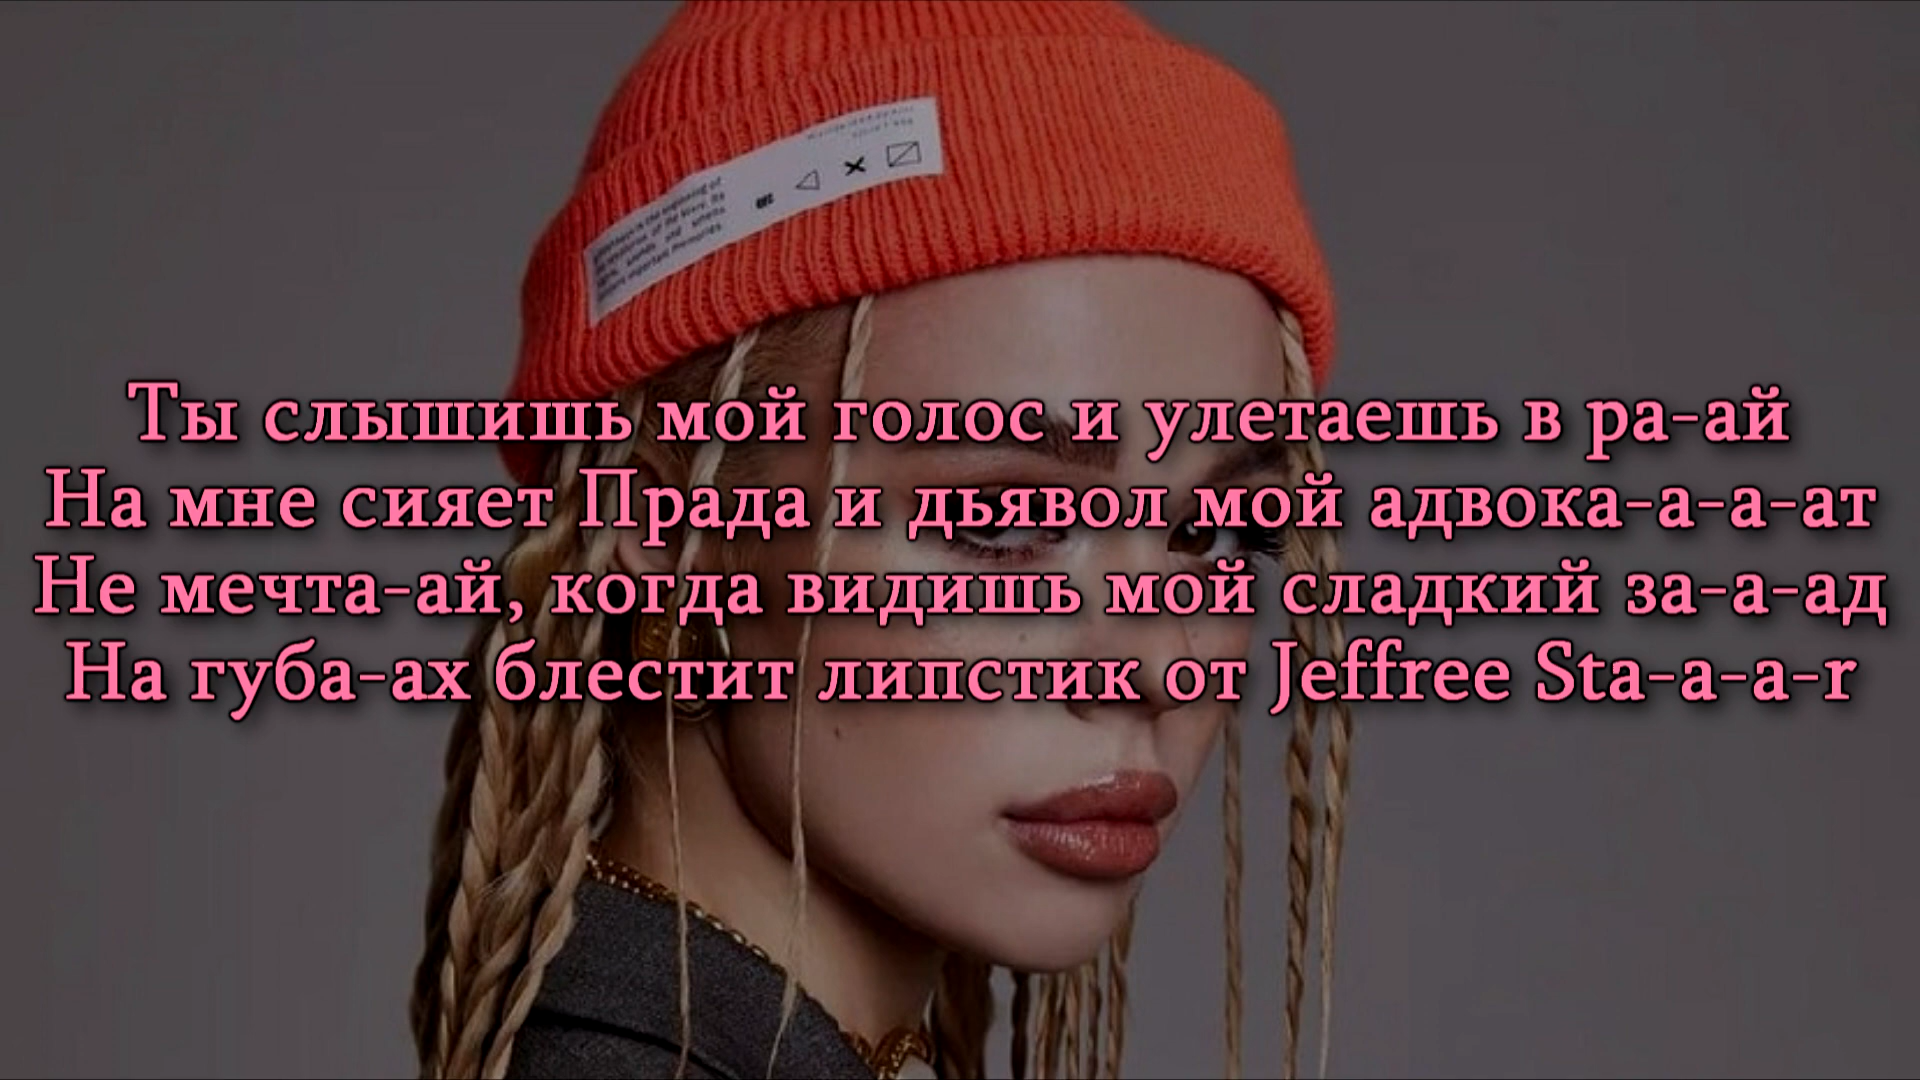 Ты слышишь мой голос и улетаешь в ра-ай
На мне сияет Прада и дьявол мой адвока-а-а-ат
Не мечта-ай, когда видишь мой сладкий за-а-ад
На губа-ах блестит липстик от Jeffree Sta-a-a-r